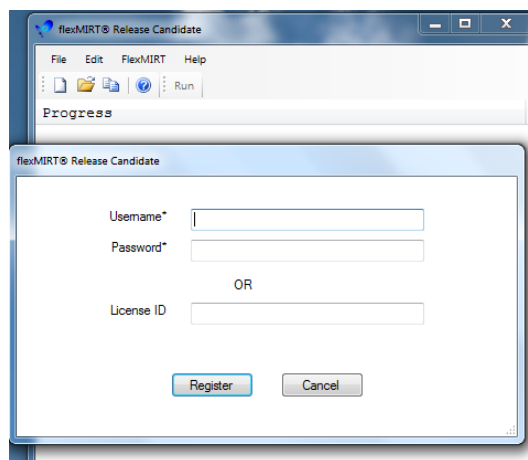 flexMIRT® Release Candidate
File Edit FlexMIRT Help
Run
Progress
flexMIRT® Release Candidate
Username*
Password*
OR
License ID
Register Cancel